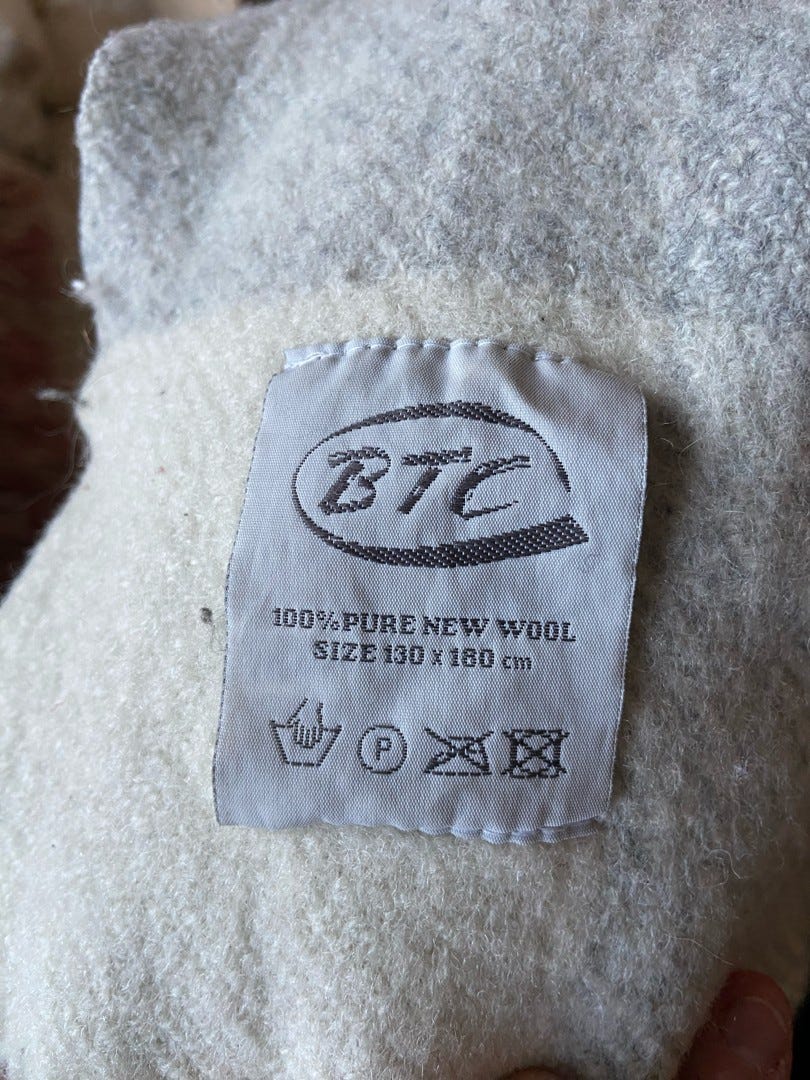 BTC
100% PURE NEW WOOL
SIZE 130 x 180 cm
P